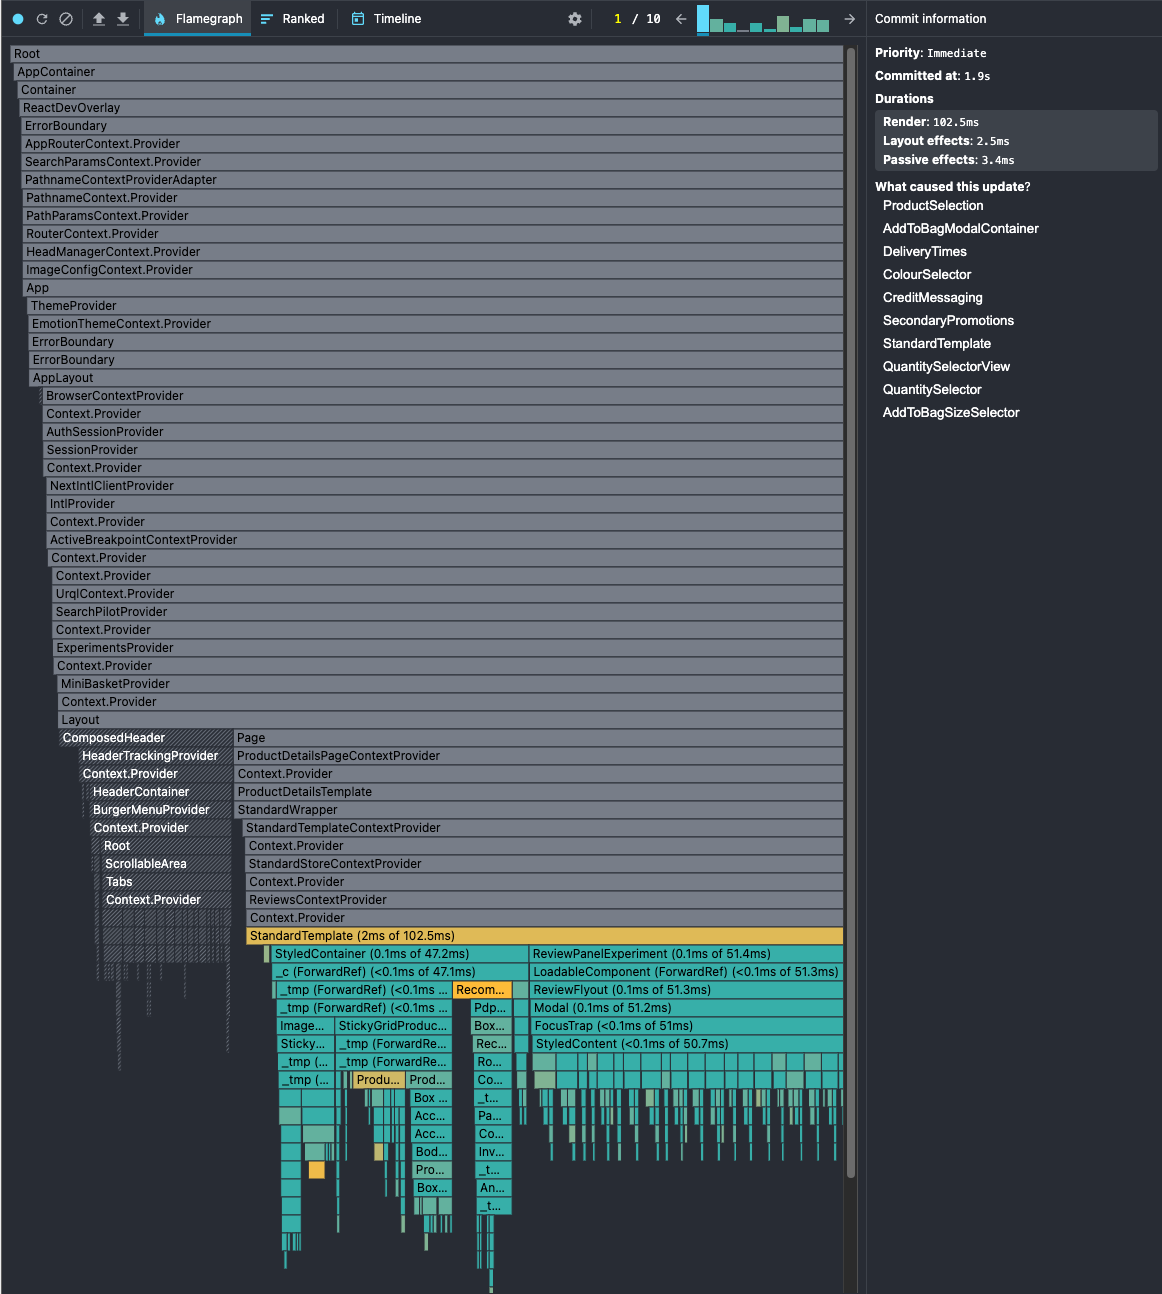 Flamegraph Ranked Timeline 1 / 10 Commit information
Priority: Immediate
Committed at: 1.9s
Durations
Render: 102.5ms
Layout effects: 2.5ms
Passive effects: 3.4ms
What caused this update?
ProductSelection
AddToBagModalContainer
DeliveryTimes
ColourSelector
CreditMessaging
SecondaryPromotions
StandardTemplate
QuantitySelectorView
QuantitySelector
AddToBagSizeSelector
Root
AppContainer
Container
ReactDevOverlay
ErrorBoundary
AppRouterContext.Provider
SearchParamsContext.Provider
PathnameContextProviderAdapter
PathnameContext.Provider
PathParamsContext.Provider
RouterContext.Provider
HeadManagerContext.Provider
ImageConfigContext.Provider
App
ThemeProvider
EmotionThemeContext.Provider
ErrorBoundary
ErrorBoundary
AppLayout
BrowserContextProvider
Context.Provider
AuthSessionProvider
SessionProvider
Context.Provider
NextIntlClientProvider
IntlProvider
Context.Provider
ActiveBreakpointContextProvider
Context.Provider
Context.Provider
UrqlContext.Provider
SearchPilotProvider
Context.Provider
ExperimentsProvider
Context.Provider
MiniBasketProvider
Context.Provider
Layout
ComposedHeader Page
HeaderTrackingProvider ProductDetailsPageContextProvider
Context.Provider Context.Provider
HeaderContainer ProductDetailsTemplate
BurgerMenuProvider StandardWrapper
Context.Provider StandardTemplateContextProvider
Root Context.Provider
ScrollableArea StandardStoreContextProvider
Tabs Context.Provider
Context.Provider ReviewsContextProvider
Context.Provider
StandardTemplate (2ms of 102.5ms)
StyledContainer (0.1ms of 47.2ms) ReviewPanelExperiment (0.1ms of 51.4ms)
_c (ForwardRef) (<0.1ms of 47.1ms) LoadableComponent (ForwardRef) (<0.1ms of 51.3ms)
_tmp (ForwardRef) (<0.1ms ... Recom... ReviewFlyout (0.1ms of 51.3ms)
_tmp (ForwardRef) (<0.1ms ... Pdp... Modal (0.1ms of 51.2ms)
Image... StickyGridProduc... Box... FocusTrap (<0.1ms of 51ms)
Sticky... _tmp (ForwardRe... Rec... StyledContent (<0.1ms of 50.7ms)
_tmp (... _tmp (ForwardRe... Ro...
_tmp (... Produ... Prod... Co...
Box ... _t...
Acc... Pa...
Acc... Co...
Bod... Inv...
Pro... _t...
Box... An...
_t...